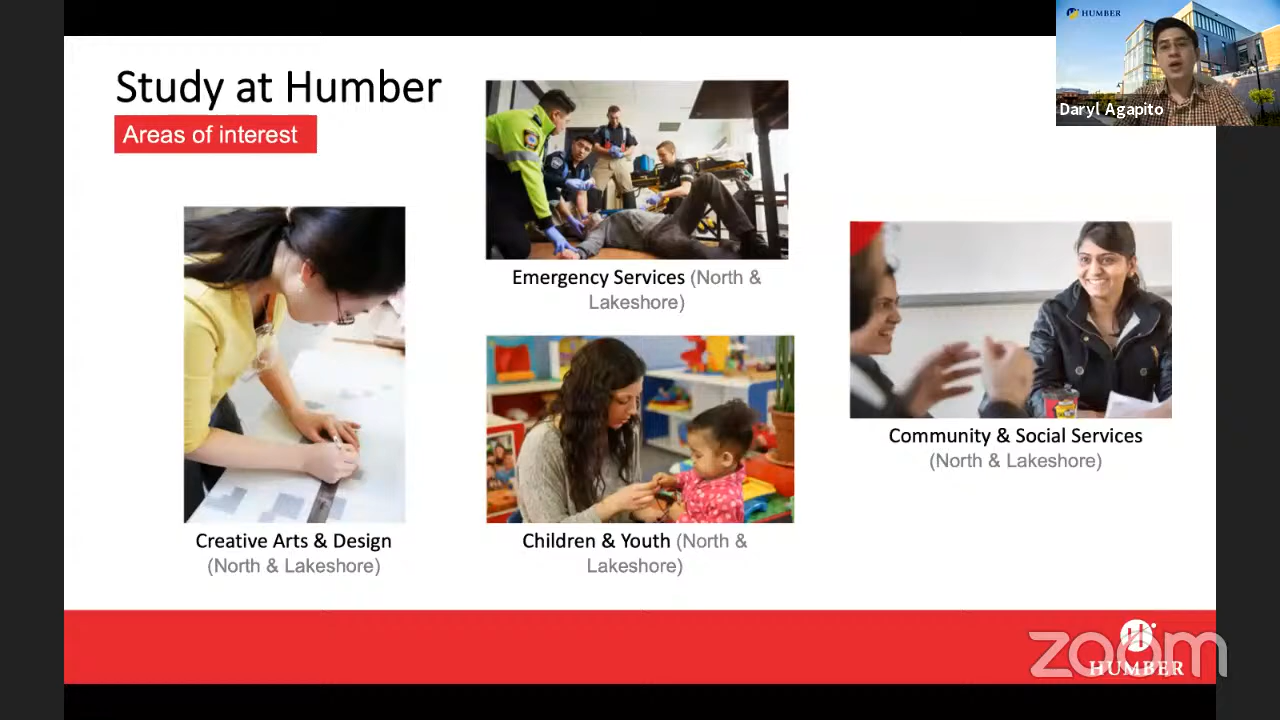 Study at Humber
Areas of interest
HUMBER
Daryl Agapito
Emergency Services (North &
Lakeshore)
Creative Arts & Design
(North & Lakeshore)
Children & Youth (North &
Lakeshore)
Community & Social Services
(North & Lakeshore)
zoom
H
HUMBER